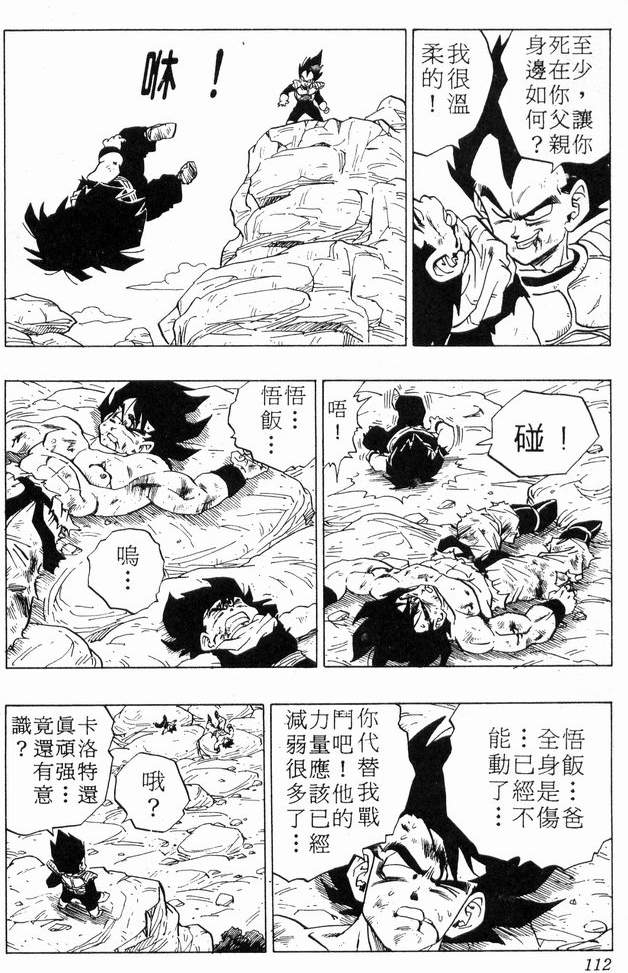 至少，讓你
死在你父親
身邊如何？
我很溫
柔的！
咻！
碰！
唔！
悟…
悟飯…
嗚…
悟飯…爸
全身是傷
…已經不
能動了…
你代替我戰
鬥吧！他的
力量應該已經
減弱很多了…
哦？
卡洛特還
眞頑强…
竟還有意
識？
112